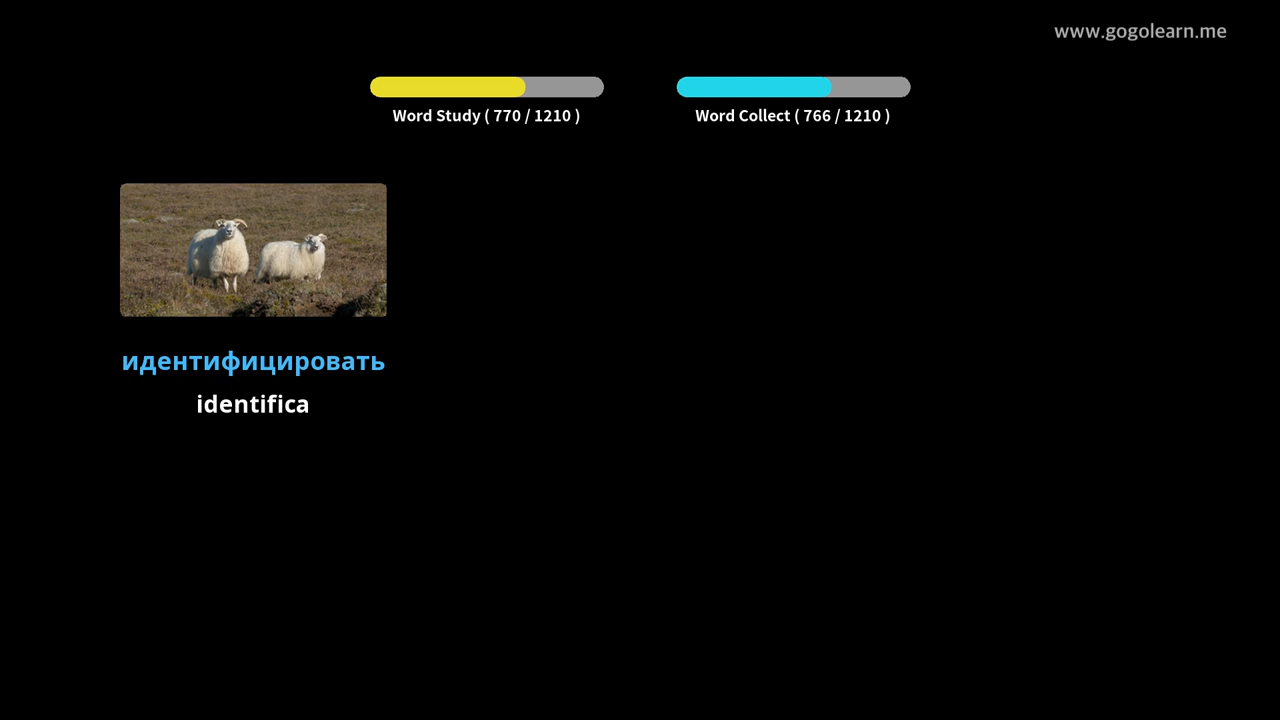 www.gogolearn.me
Word Study ( 770 / 1210 )
Word Collect ( 766 / 1210 )
идентифицировать
identifica